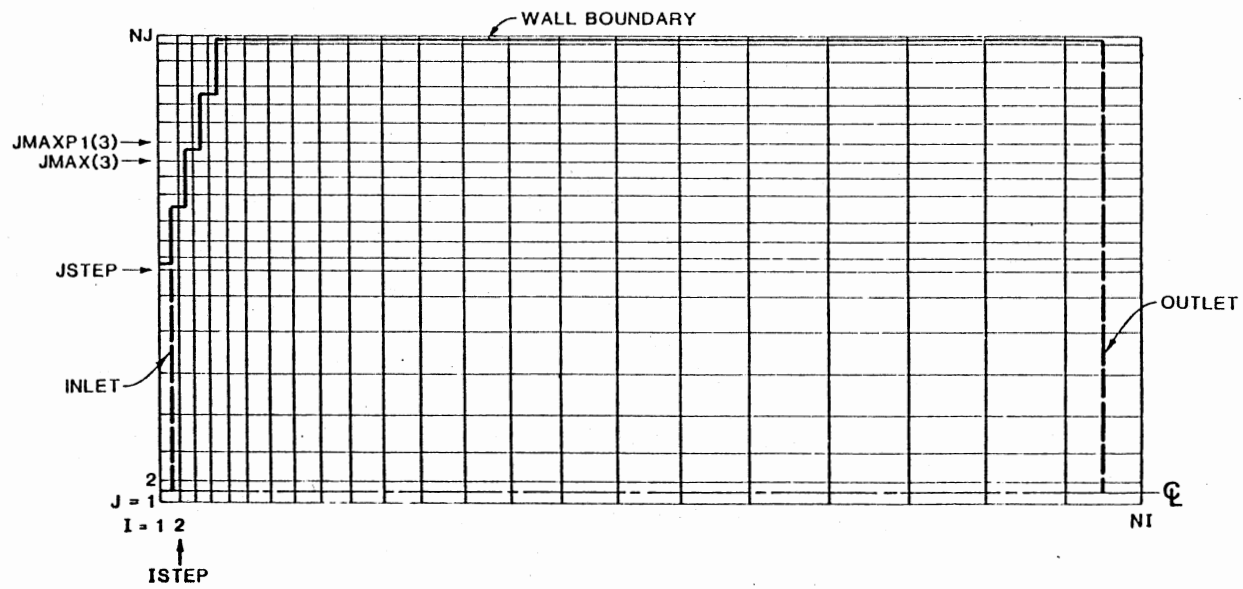 WALL BOUNDARY
NJ
JMAXP1(3)
JMAX(3)
JSTEP
OUTLET
INLET
2
J = 1
℄
I = 1 2
NI
ISTEP